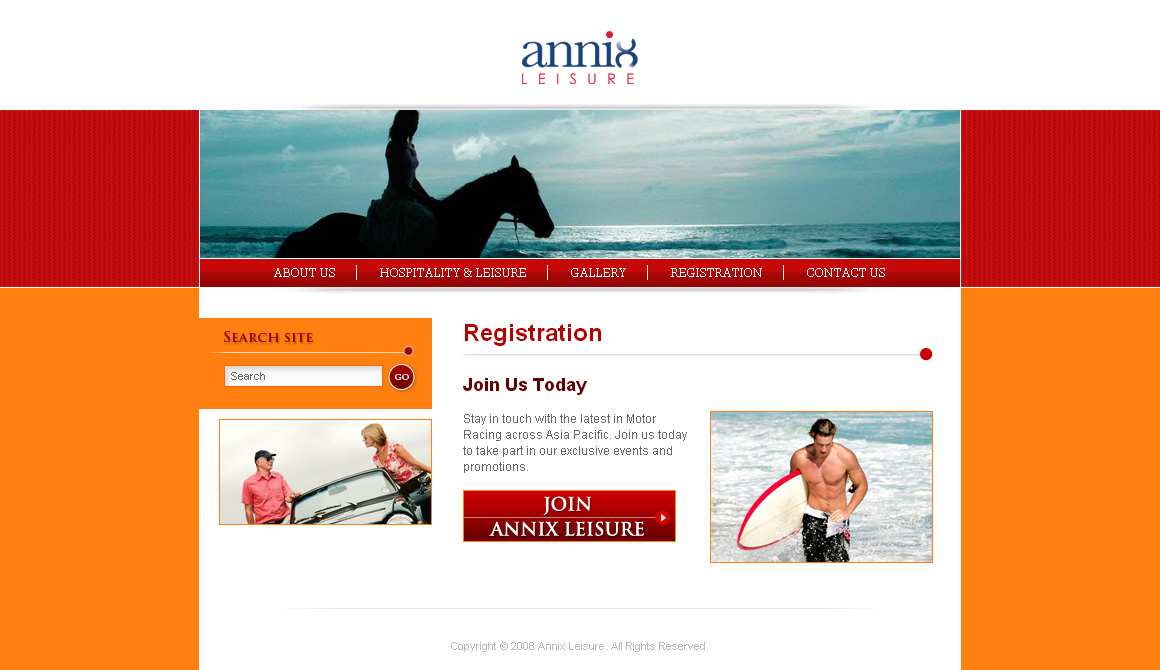 annix
LEISURE
ABOUT US
HOSPITALITY & LEISURE
GALLERY
REGISTRATION
CONTACT US
SEARCH SITE
Search
GO
Registration
Join Us Today
Stay in touch with the latest in Motor
Racing across Asia Pacific. Join us today
to take part in our exclusive events and
promotions.
JOIN
ANNIX LEISURE
Copyright © 2008 Annix Leisure. All Rights Reserved.